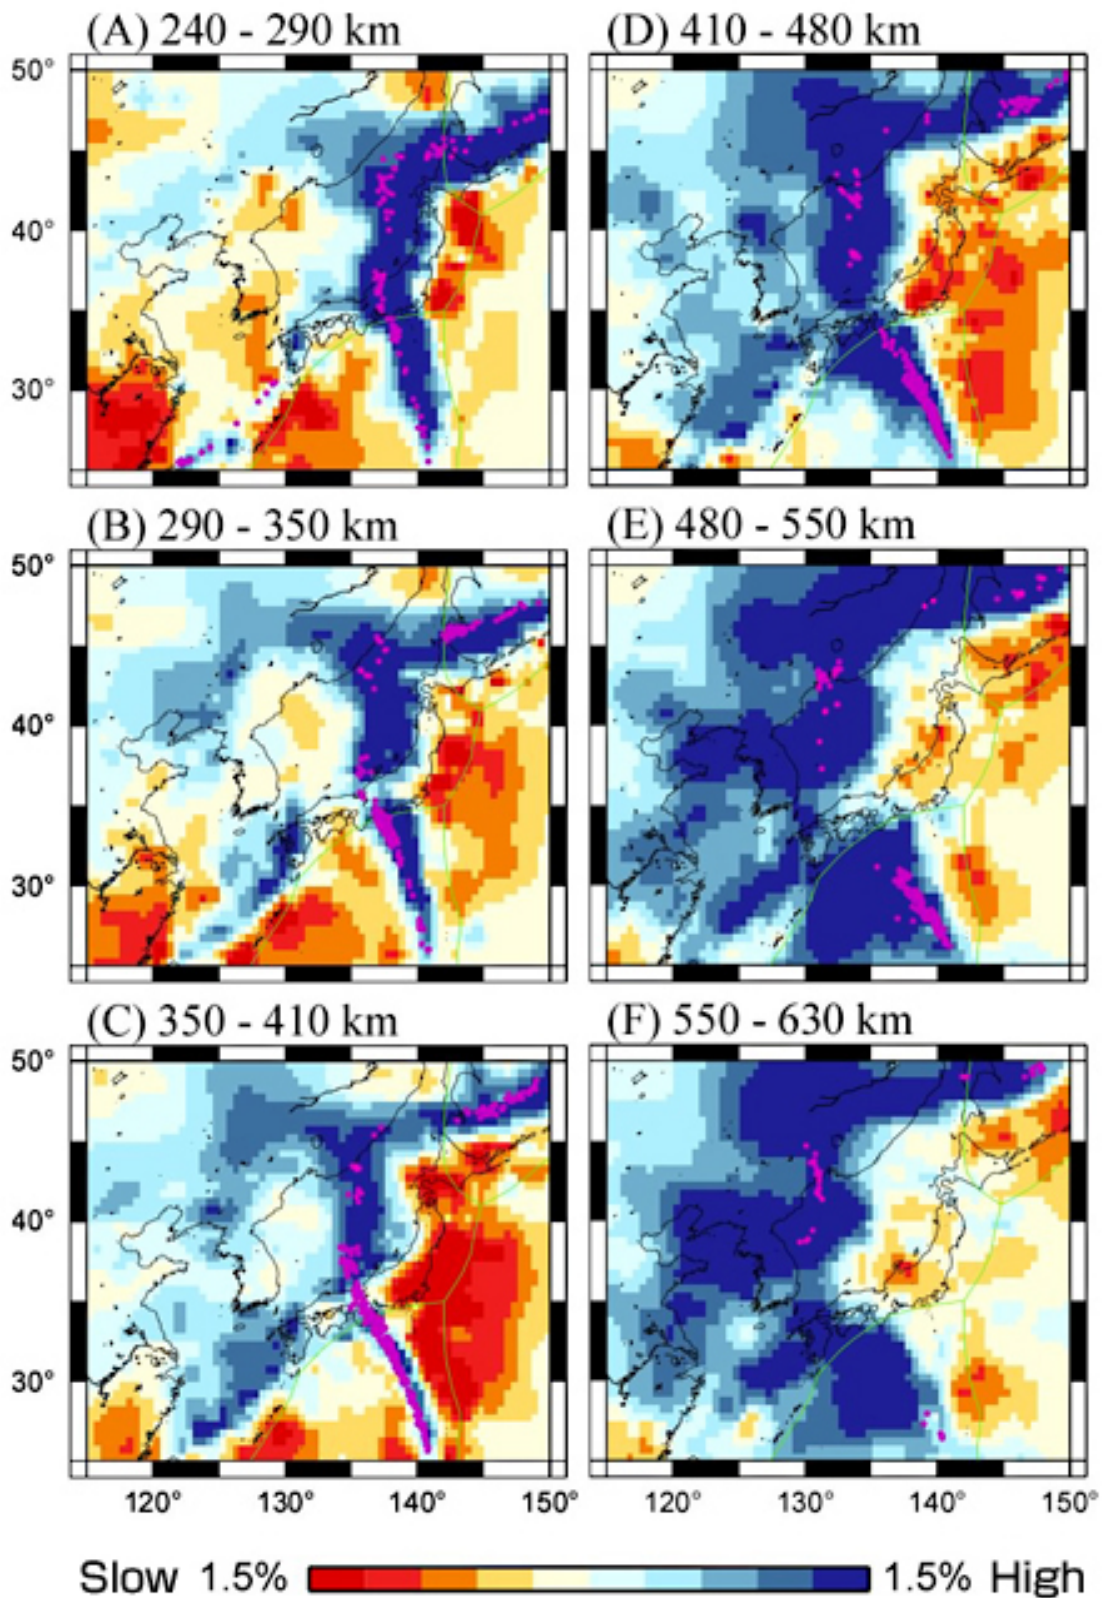 (A) 240 - 290 km
(D) 410 - 480 km
50°
40°
30°
(B) 290 - 350 km
(E) 480 - 550 km
50°
40°
30°
(C) 350 - 410 km
(F) 550 - 630 km
50°
40°
30°
120° 130° 140° 150° 120° 130° 140° 150°
Slow 1.5% 1.5% High